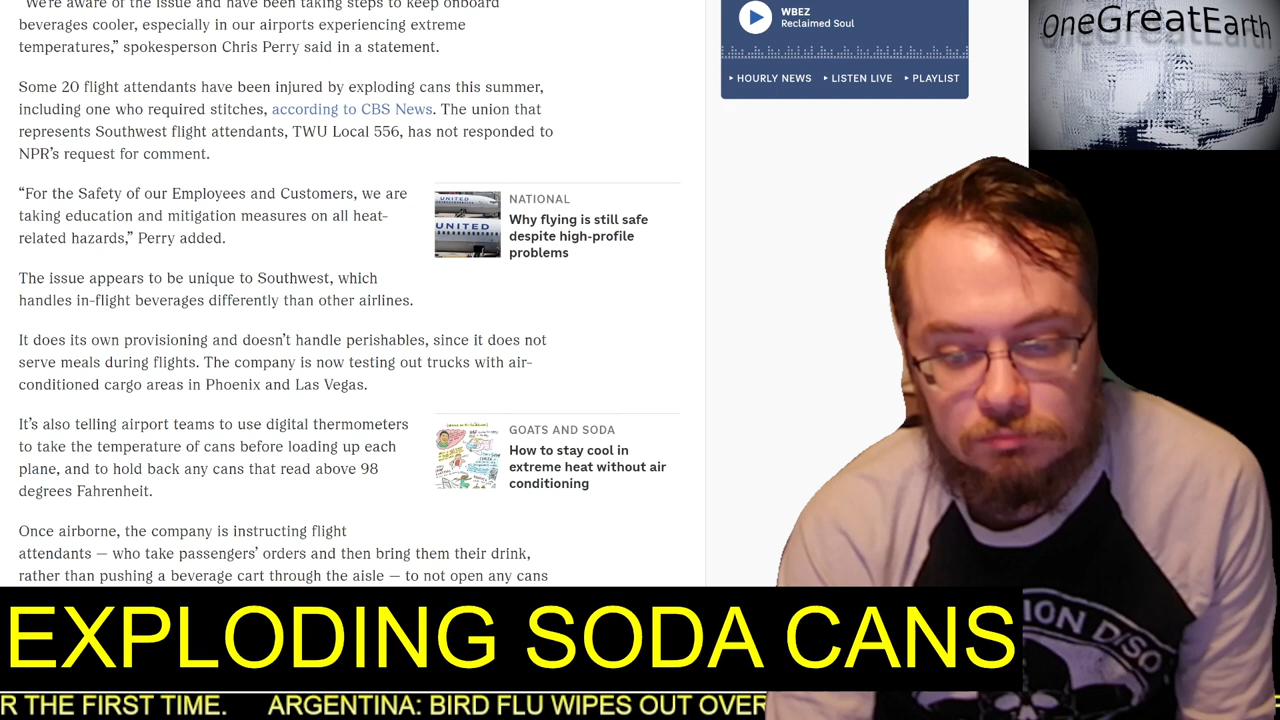 "We're aware of the issue and have been taking steps to keep onboard
beverages cooler, especially in our airports experiencing extreme
temperatures," spokesperson Chris Perry said in a statement.
Some 20 flight attendants have been injured by exploding cans this summer,
including one who required stitches, according to CBS News. The union that
represents Southwest flight attendants, TWU Local 556, has not responded to
NPR's request for comment.
“For the Safety of our Employees and Customers, we are
taking education and mitigation measures on all heat-
related hazards,” Perry added.
UNITED
UNITED
NATIONAL
Why flying is still safe
despite high-profile
problems
The issue appears to be unique to Southwest, which
handles in-flight beverages differently than other airlines.
It does its own provisioning and doesn’t handle perishables, since it does not
serve meals during flights. The company is now testing out trucks with air-
conditioned cargo areas in Phoenix and Las Vegas.
It’s also telling airport teams to use digital thermometers
to take the temperature of cans before loading up each
plane, and to hold back any cans that read above 98
degrees Fahrenheit.
GOATS AND SODA
How to stay cool in
extreme heat without air
conditioning
Once airborne, the company is instructing flight
attendants — who take passengers’ orders and then bring them their drink,
rather than pushing a beverage cart through the aisle — to not open any cans
WBEZ
Reclaimed Soul
HOURLY NEWS
LISTEN LIVE
PLAYLIST
OneGreatEarth
ION D/SO
EXPLODING SODA CANS
R THE FIRST TIME. ARGENTINA: BIRD FLU WIPES OUT OVER